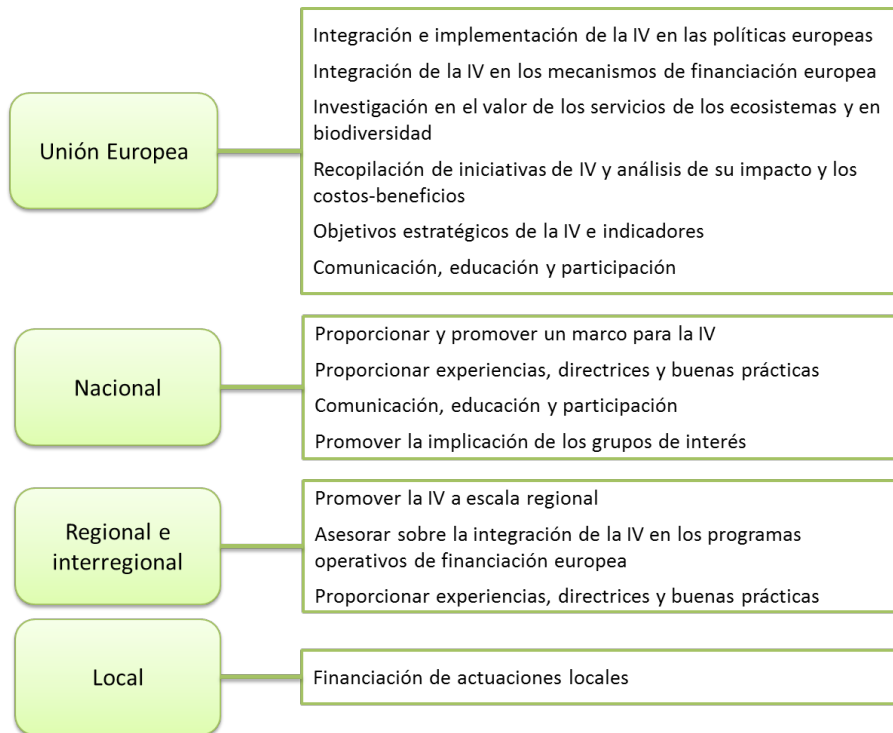 Unión Europea
Integración e implementación de la IV en las políticas europeas
Integración de la IV en los mecanismos de financiación europea
Investigación en el valor de los servicios de los ecosistemas y en
biodiversidad
Recopilación de iniciativas de IV y análisis de su impacto y los
costos-beneficios
Objetivos estratégicos de la IV e indicadores
Comunicación, educación y participación
Nacional
Proporcionar y promover un marco para la IV
Proporcionar experiencias, directrices y buenas prácticas
Comunicación, educación y participación
Promover la implicación de los grupos de interés
Regional e
interregional
Promover la IV a escala regional
Asesorar sobre la integración de la IV en los programas
operativos de financiación europea
Proporcionar experiencias, directrices y buenas prácticas
Local
Financiación de actuaciones locales